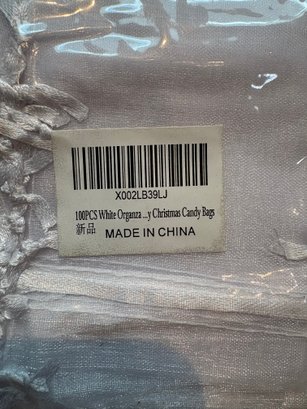 X002LB39LJ
100PCS White Organza ...y Christmas Candy Bags
新品
MADE IN CHINA